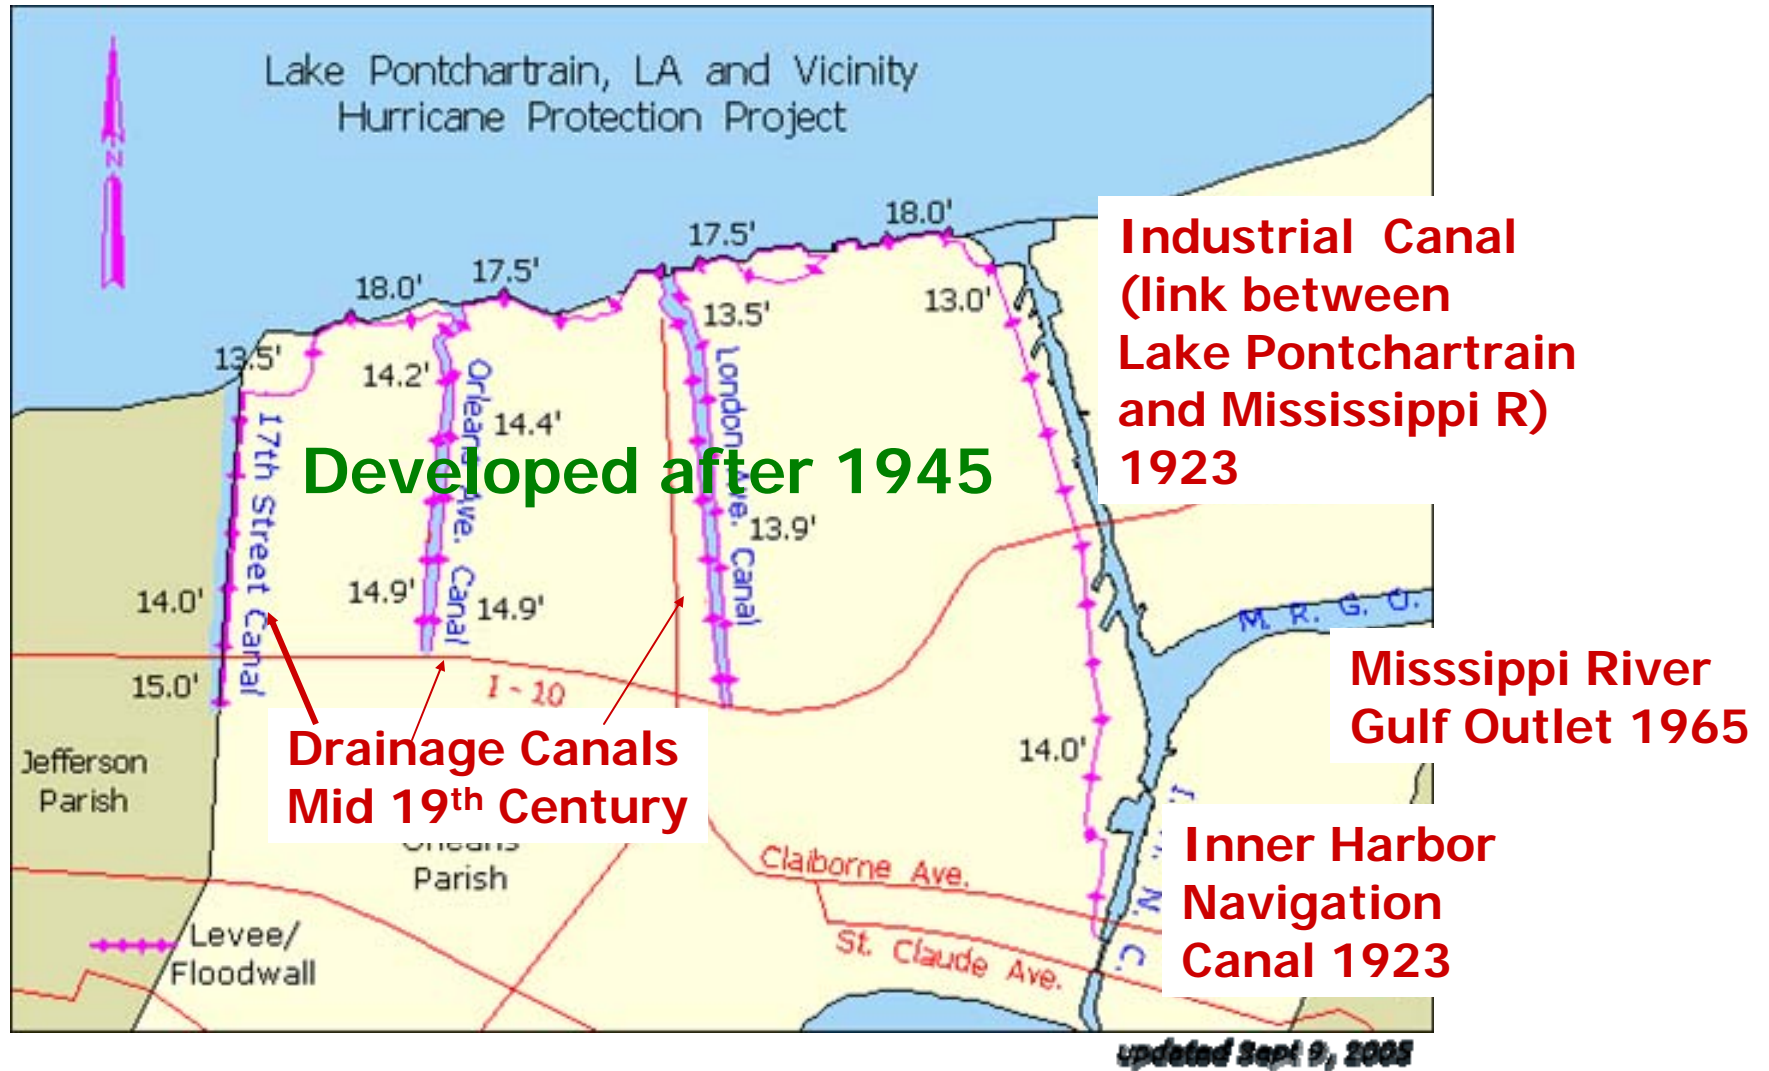 Lake Pontchartrain, LA and Vicinity
Hurricane Protection Project
N
18.0'
17.5'
17.5'
18.0'
13.5'
13.0'
13.5'
14.2'
14.4'
13.9'
14.9'
14.9'
14.0'
15.0'
14.0'
17th Street Canal
Orleans Ave. Canal
London Ave. Canal
Developed after 1945
Industrial Canal
(link between
Lake Pontchartrain
and Mississippi R)
1923
M. R. G. O.
Misssippi River
Gulf Outlet 1965
I - 10
Drainage Canals
Mid 19th Century
Jefferson
Parish
Orleans
Parish
Claiborne Ave.
St. Claude Ave.
I. N. C.
Inner Harbor
Navigation
Canal 1923
Levee/
Floodwall
updated Sept 9, 2005